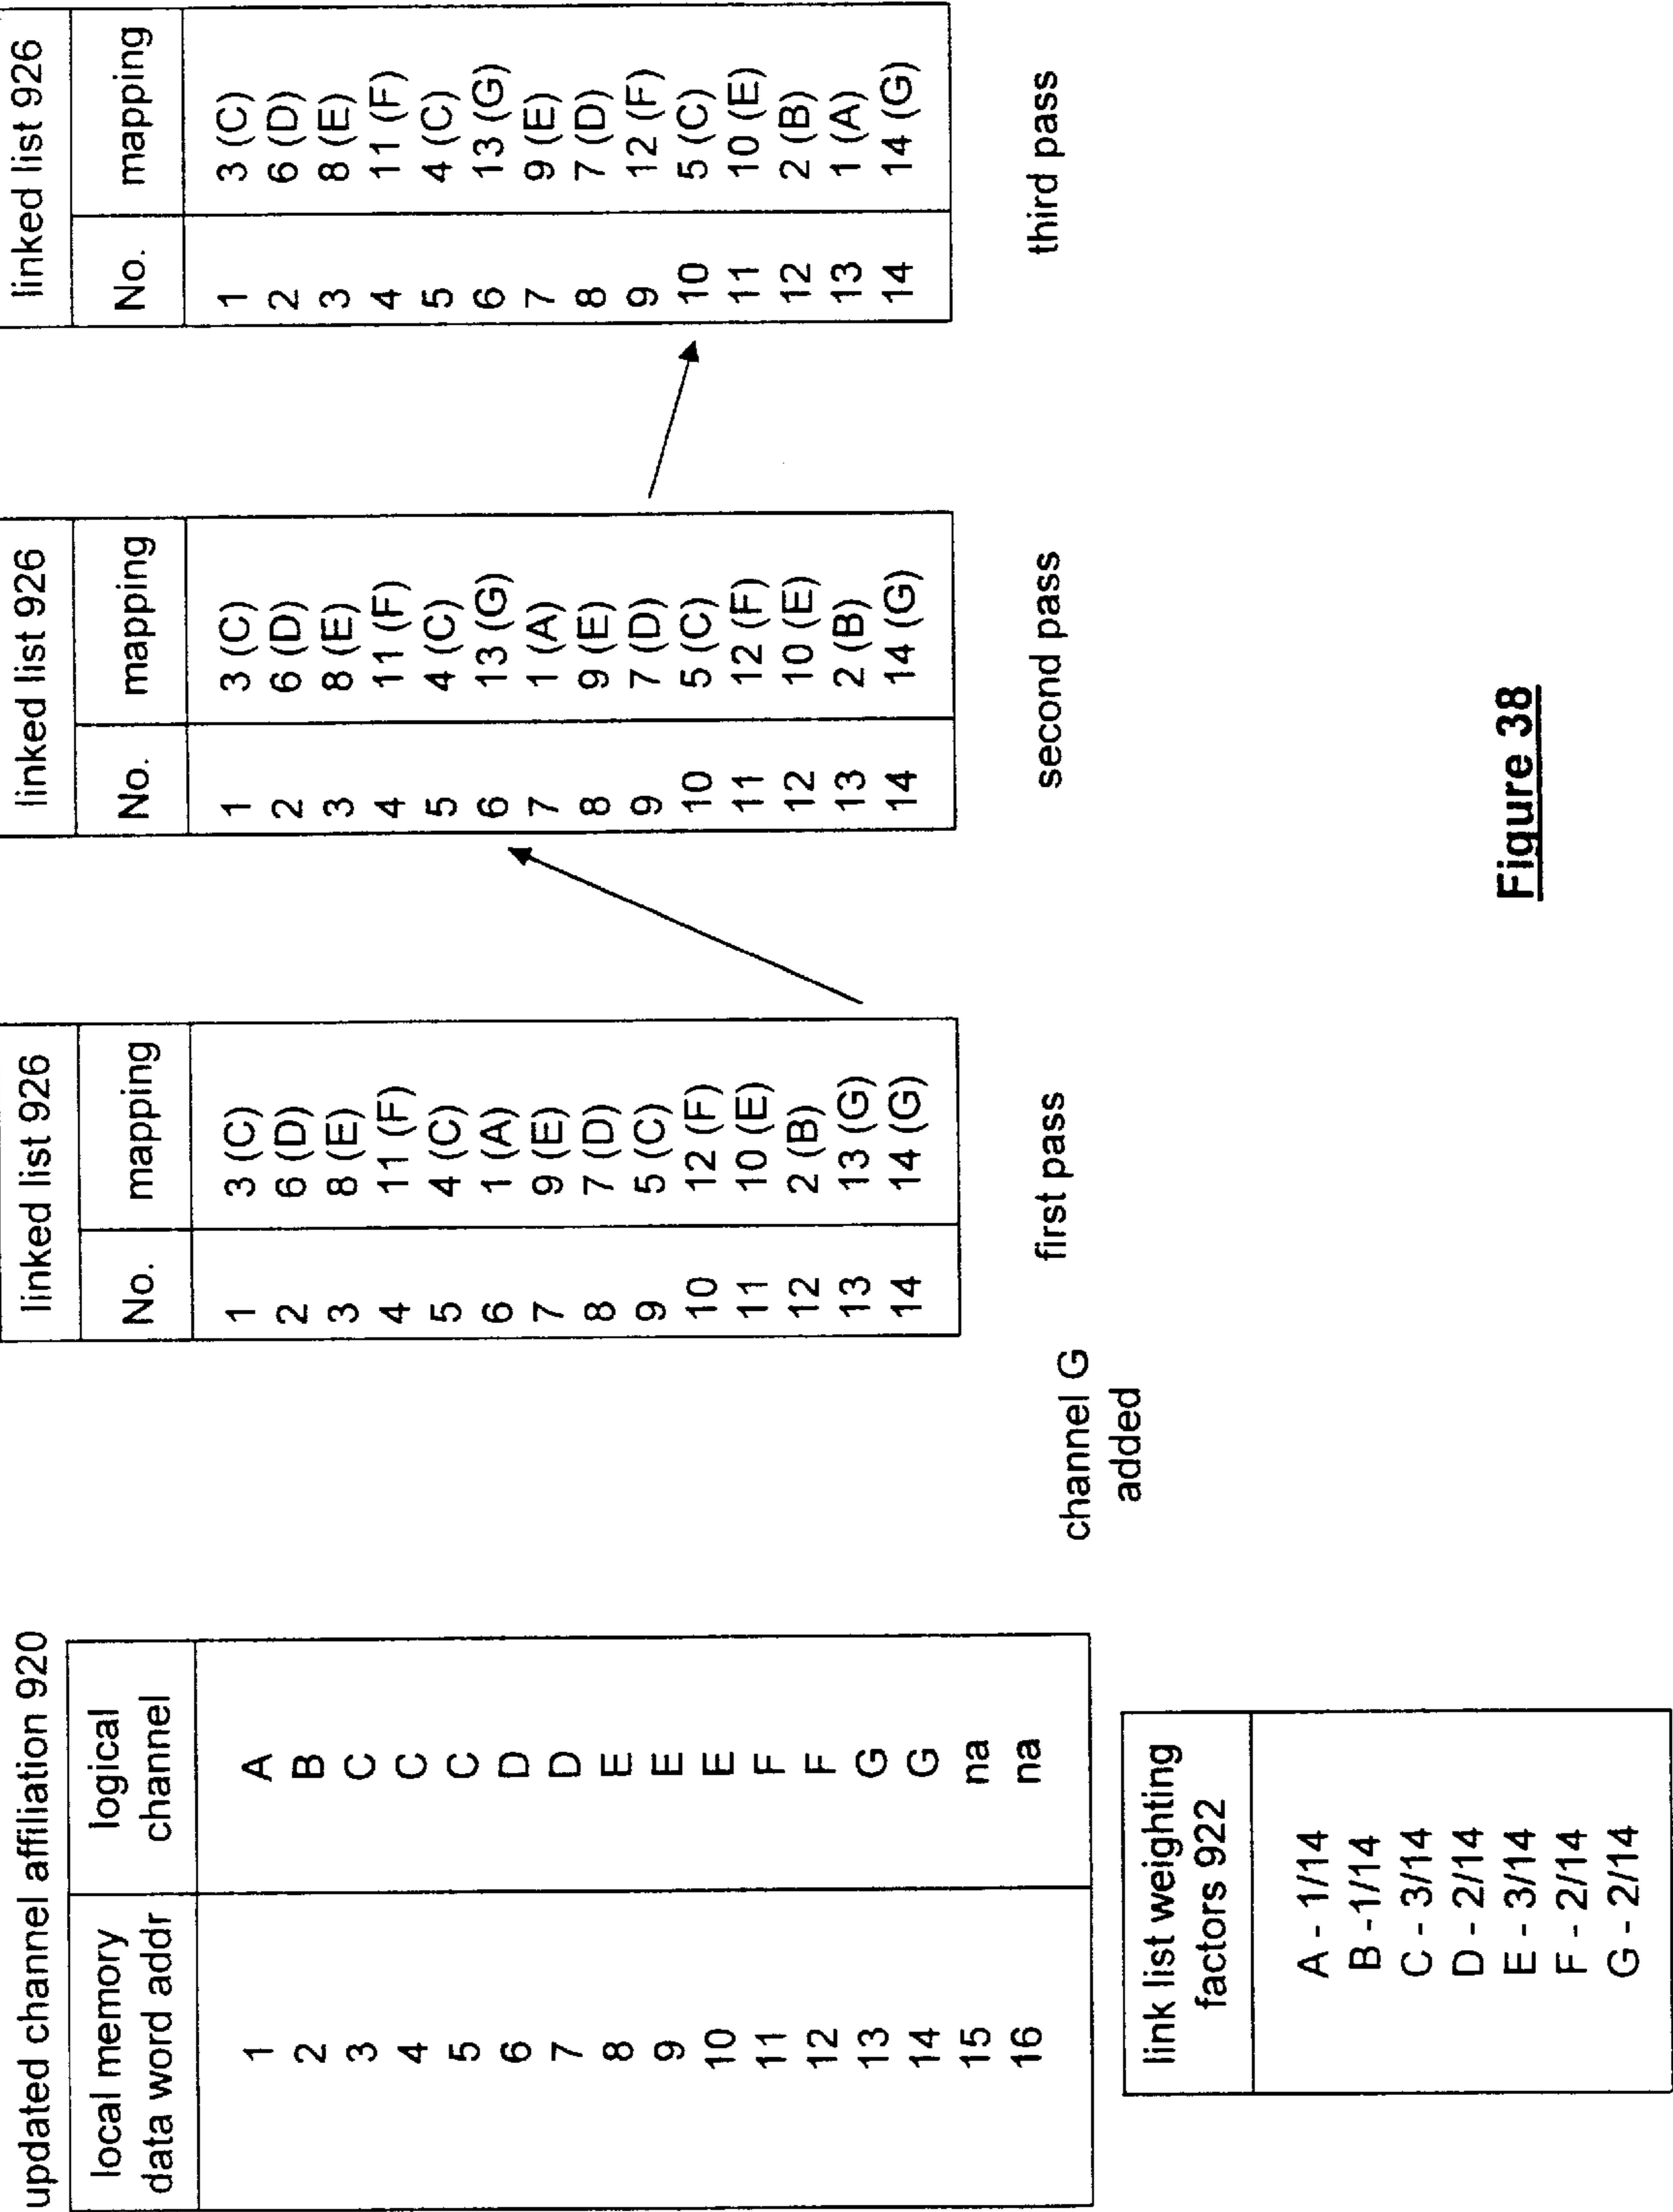 updated channel affiliation 920
local memory data word addr
logical channel
1 A
2 B
3 C
4 C
5 C
6 D
7 D
8 E
9 E
10 E
11 F
12 F
13 G
14 G
15 na
16 na
link list weighting
factors 922
A - 1/14
B -1/14
C - 3/14
D - 2/14
E - 3/14
F - 2/14
G - 2/14
channel G
added
linked list 926
No. mapping
1 3 (C)
2 6 (D)
3 8 (E)
4 11 (F)
5 4 (C)
6 1 (A)
7 9 (E)
8 7 (D)
9 5 (C)
10 12 (F)
11 10 (E)
12 2 (B)
13 13 (G)
14 14 (G)
first pass
linked list 926
No. mapping
1 3 (C)
2 6 (D)
3 8 (E)
4 11 (F)
5 4 (C)
6 13 (G)
7 1 (A)
8 9 (E)
9 7 (D)
10 5 (C)
11 12 (F)
12 10 (E)
13 2 (B)
14 14 (G)
second pass
linked list 926
No. mapping
1 3 (C)
2 6 (D)
3 8 (E)
4 11 (F)
5 4 (C)
6 13 (G)
7 9 (E)
8 7 (D)
9 12 (F)
10 5 (C)
11 10 (E)
12 2 (B)
13 1 (A)
14 14 (G)
third pass
Figure 38